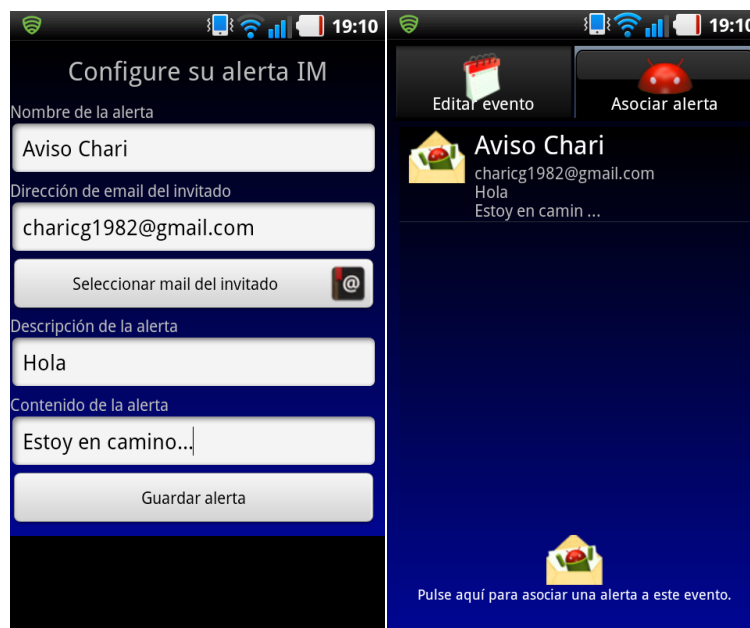 19:10
Configure su alerta IM
Nombre de la alerta
Aviso Chari
Dirección de email del invitado
charicg1982@gmail.com
Seleccionar mail del invitado
@
Descripción de la alerta
Hola
Contenido de la alerta
Estoy en camino...
Guardar alerta
19:10
Editar evento
Asociar alerta
Aviso Chari
charicg1982@gmail.com
Hola
Estoy en camin ...
Pulse aquí para asociar una alerta a este evento.